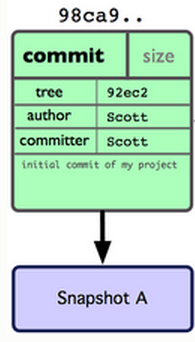 98ca9..
commit size
tree 92ec2
author Scott
committer Scott
initial commit of my project
Snapshot A